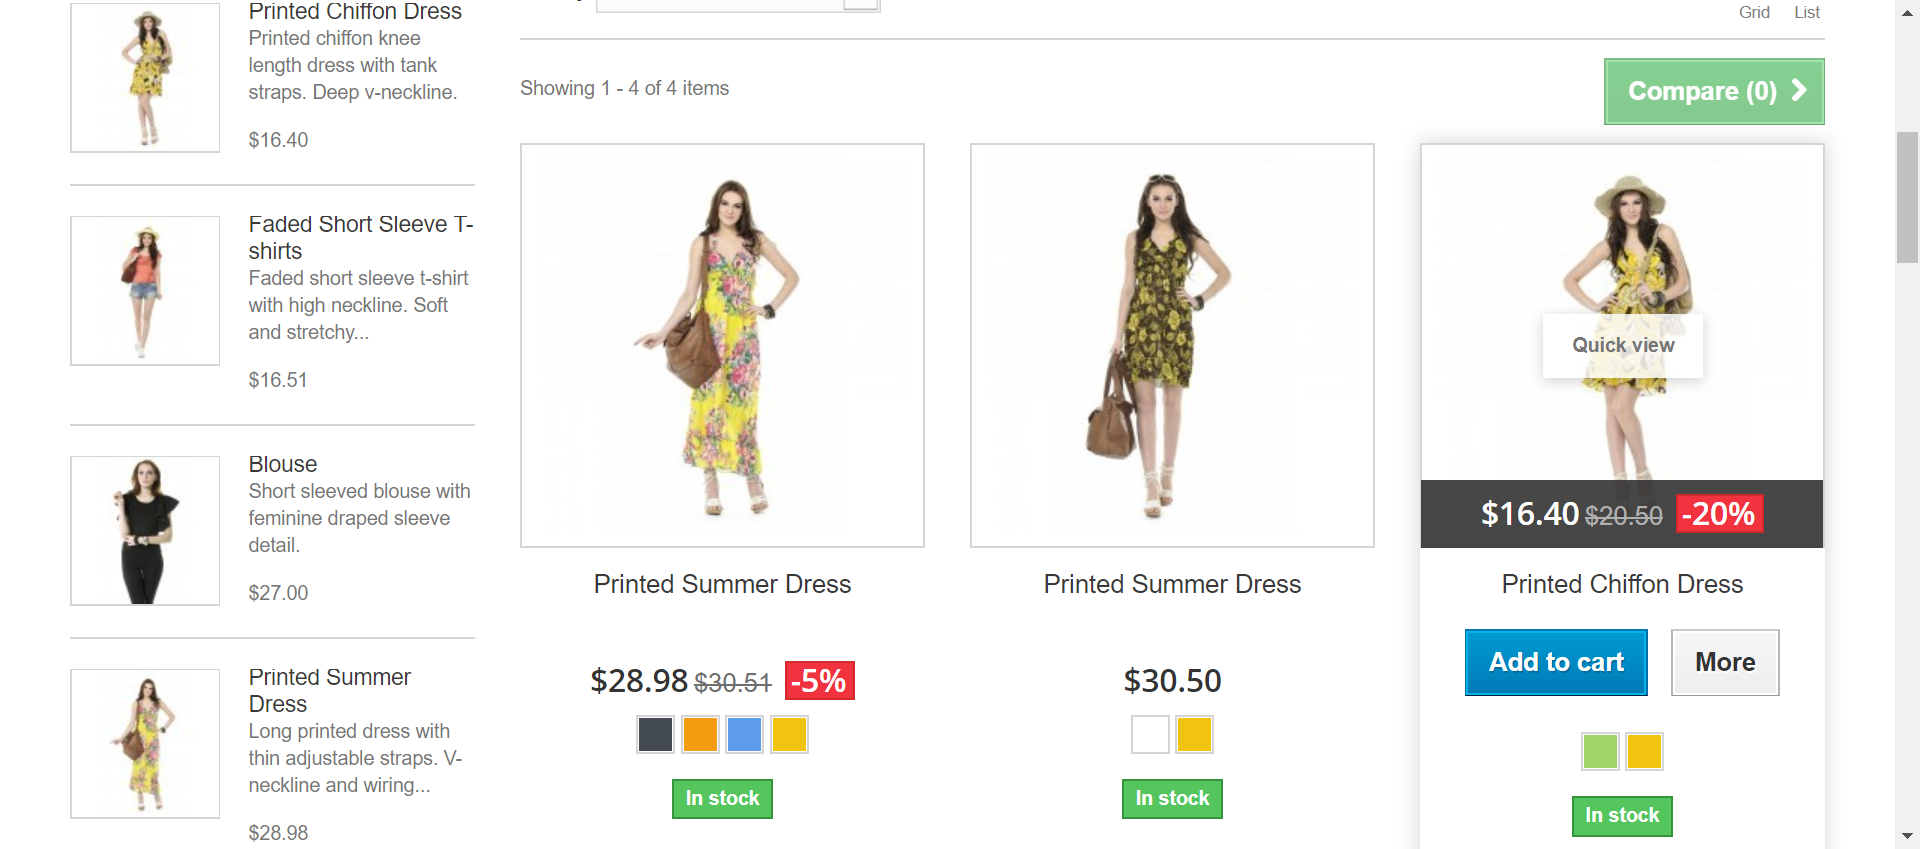 Printed Chiffon Dress
Printed chiffon knee
length dress with tank
straps. Deep v-neckline.
$16.40
Faded Short Sleeve T-
shirts
Faded short sleeve t-shirt
with high neckline. Soft
and stretchy...
$16.51
Blouse
Short sleeved blouse with
feminine draped sleeve
detail.
$27.00
Printed Summer
Dress
Long printed dress with
thin adjustable straps. V-
neckline and wiring...
$28.98
Grid List
Showing 1 - 4 of 4 items
Compare (0)
Printed Summer Dress
$28.98 $30.51 -5%
In stock
Printed Summer Dress
$30.50
In stock
Quick view
$16.40 $20.50 -20%
Printed Chiffon Dress
Add to cart More
In stock